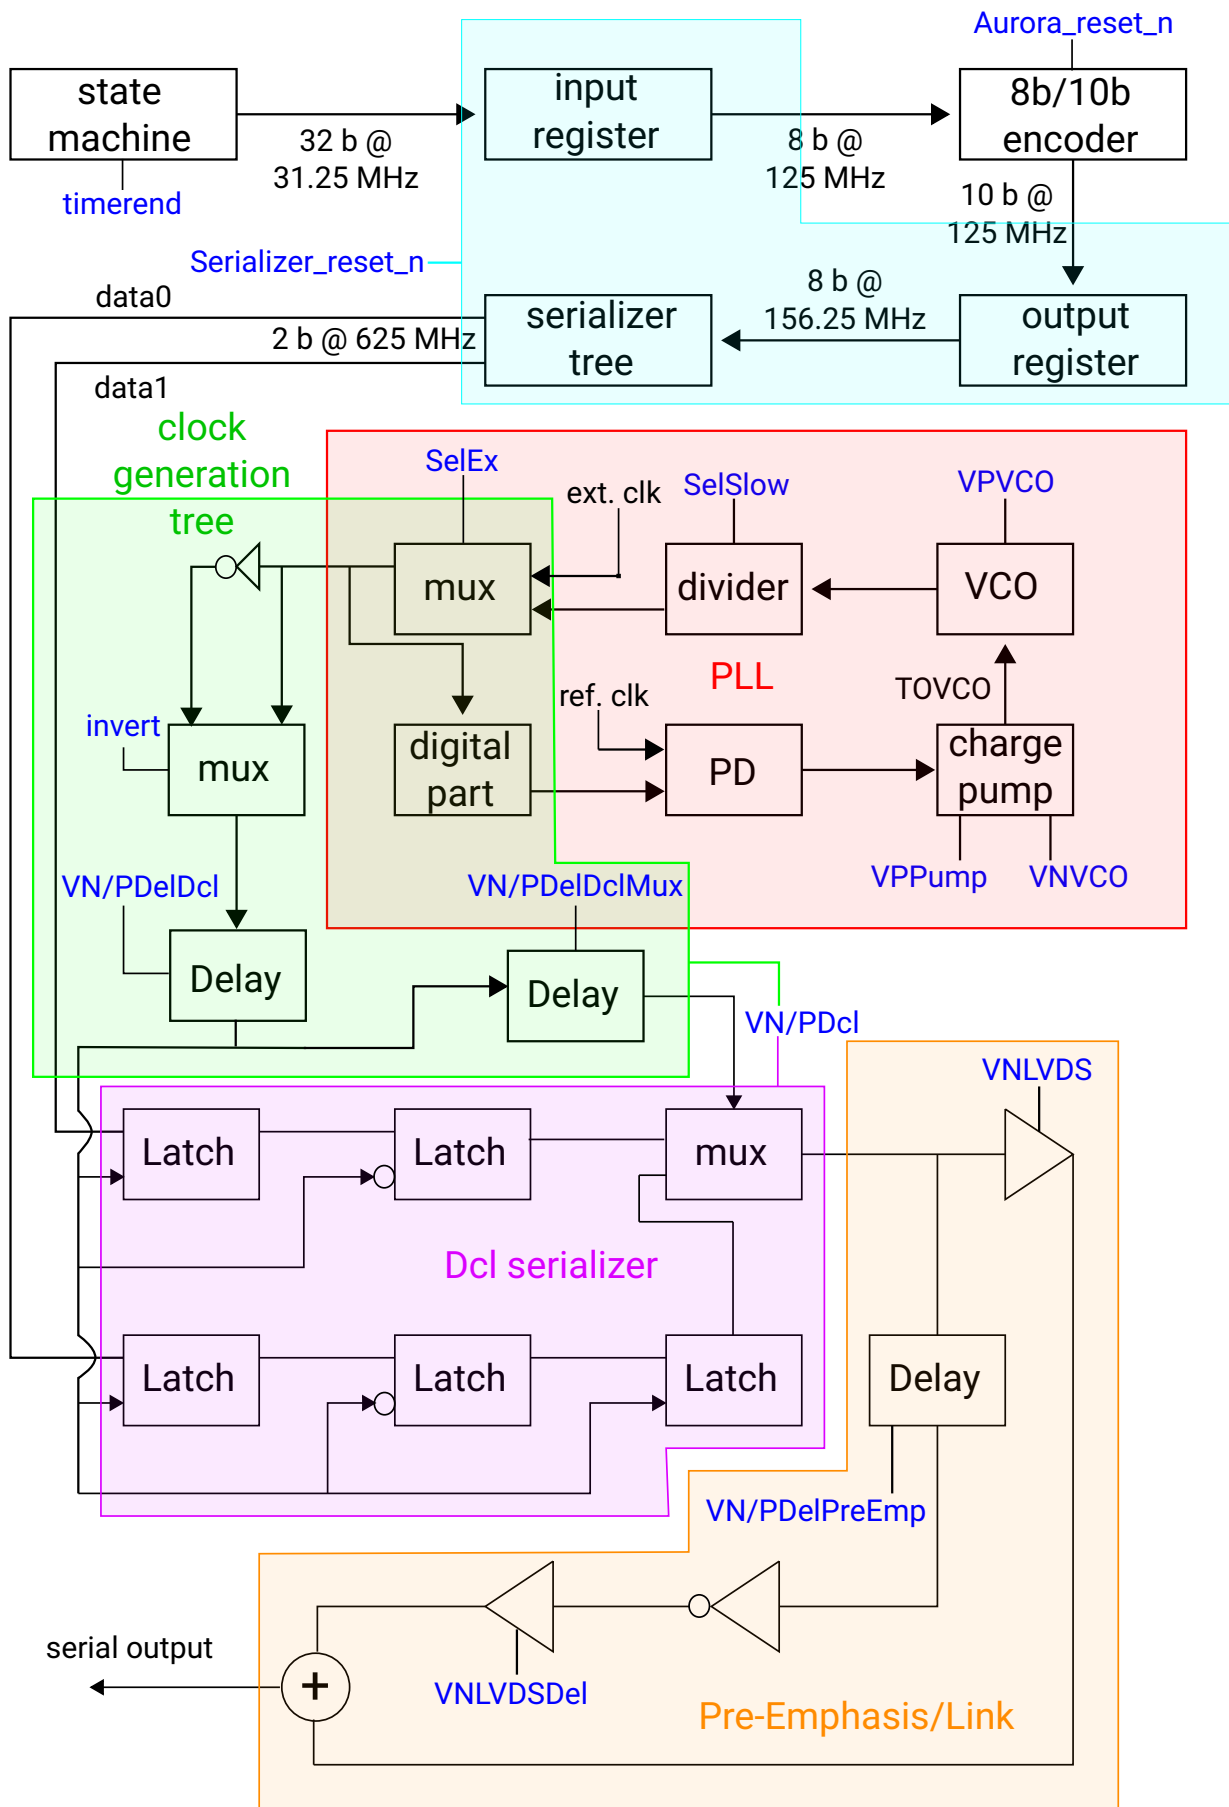 Aurora_reset_n
state
machine
input
register
8b/10b
encoder
32 b @
31.25 MHz
8 b @
125 MHz
timerend
10 b @
125 MHz
Serializer_reset_n
data0
8 b @
156.25 MHz
serializer
tree
output
register
2 b @ 625 MHz
data1
clock
generation
tree
SelEx
ext. clk
SelSlow
VPVCO
mux
divider
VCO
PLL
ref. clk
TOVCO
invert
mux
digital
part
PD
charge
pump
VN/PDelDcl
VN/PDelDclMux
VPPump
VNVCO
Delay
Delay
VN/PDcl
VNLVDS
Latch
Latch
mux
Dcl serializer
Latch
Latch
Latch
Delay
VN/PDelPreEmp
serial output
+
VNLVDSDel
Pre-Emphasis/Link